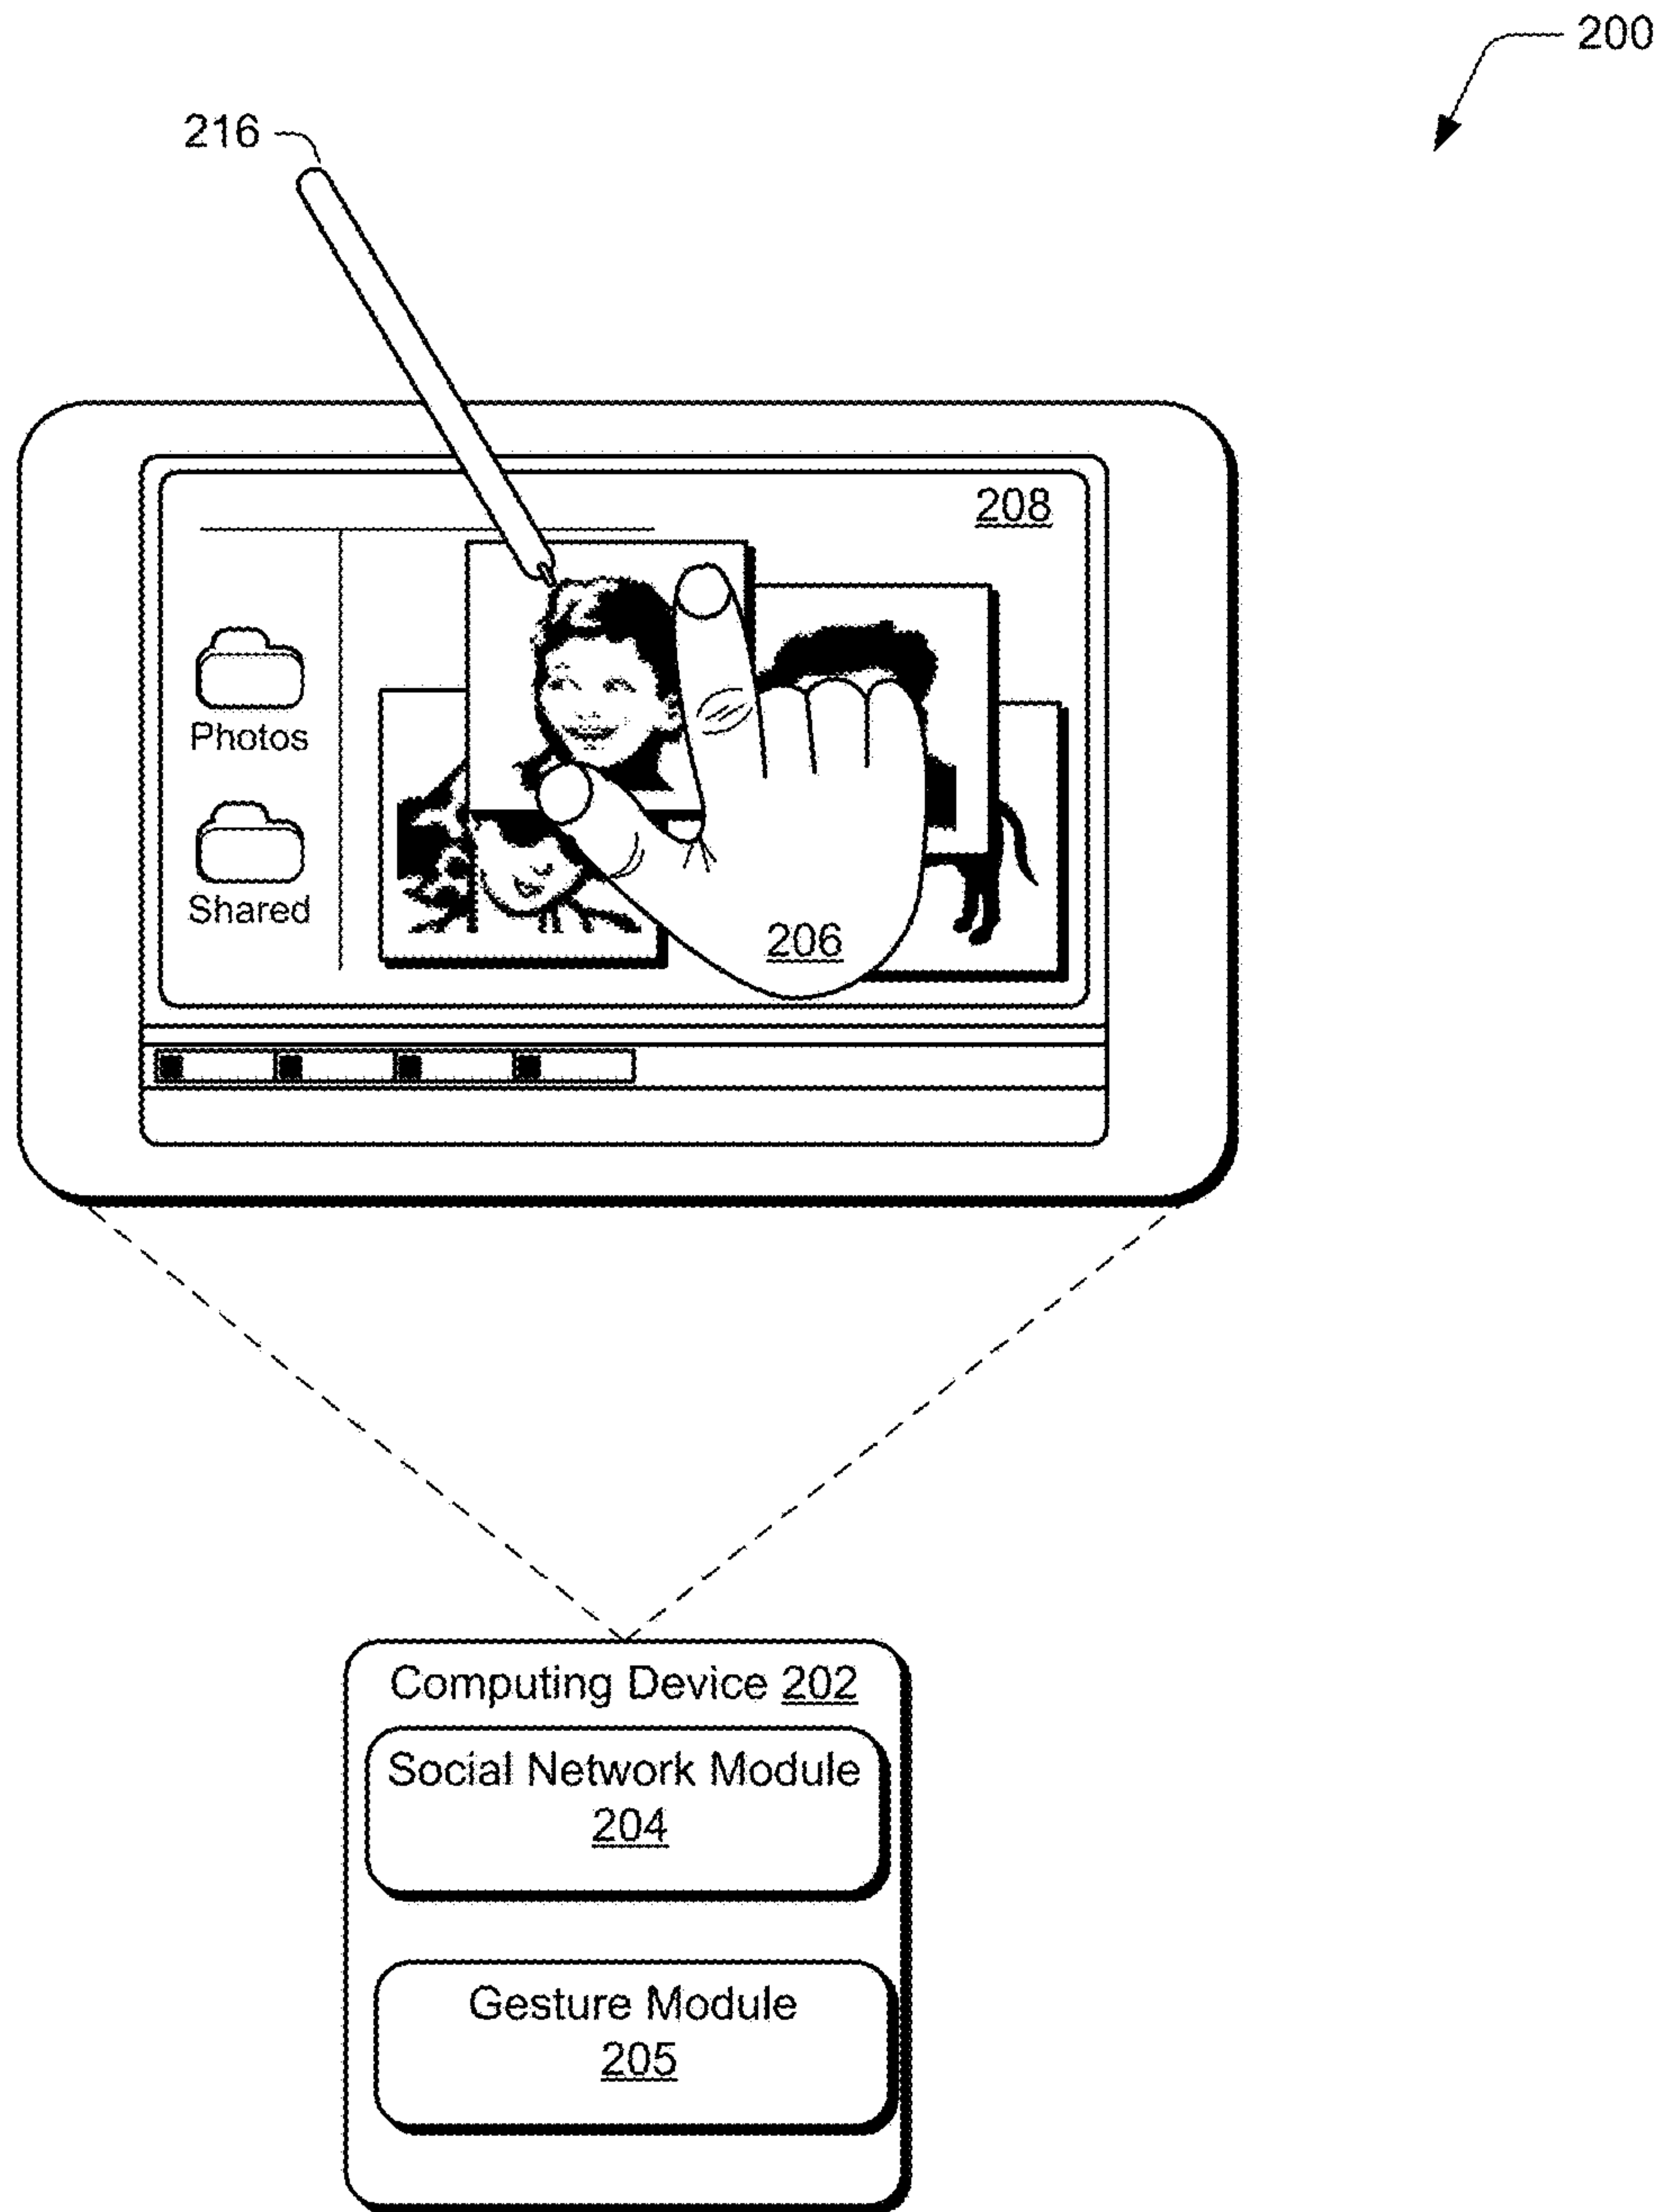 200
216
208
Photos
Shared
206
Computing Device 202
Social Network Module
204
Gesture Module
205